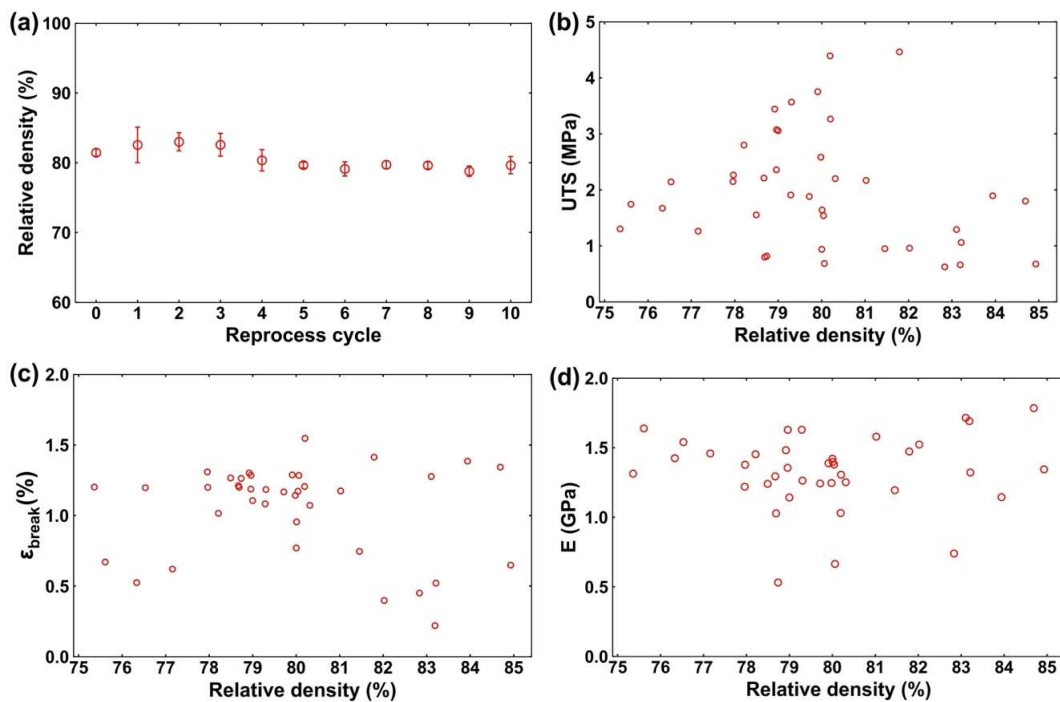 (a)
100
90
80
70
60
Relative density (%)
0 1 2 3 4 5 6 7 8 9 10
Reprocess cycle
(b)
5
4
3
2
1
0
UTS (MPa)
75 76 77 78 79 80 81 82 83 84 85
Relative density (%)
(c)
2.0
1.5
1.0
0.5
0.0
εbreak(%)
75 76 77 78 79 80 81 82 83 84 85
Relative density (%)
(d)
2.0
1.5
1.0
0.5
0.0
E (GPa)
75 76 77 78 79 80 81 82 83 84 85
Relative density (%)